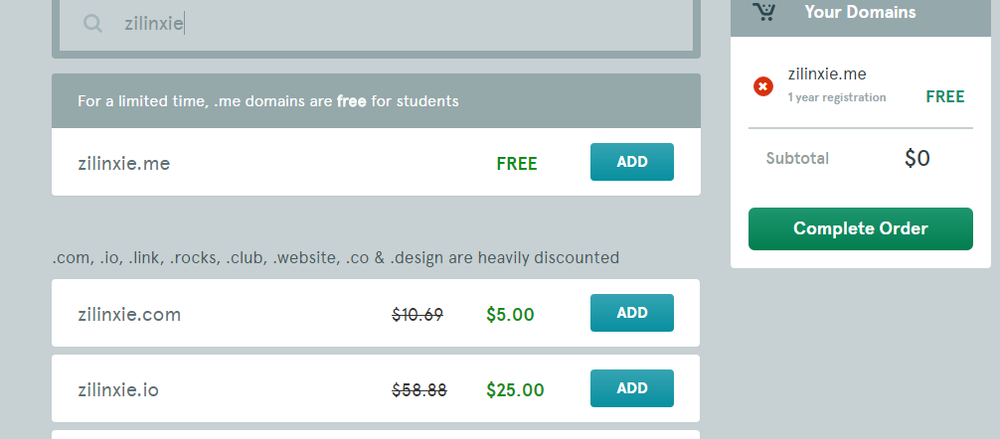 zilinxie
For a limited time, .me domains are free for students
zilinxie.me FREE ADD
.com, .io, .link, .rocks, .club, .website, .co & .design are heavily discounted
zilinxie.com $10.69 $5.00 ADD
zilinxie.io $58.88 $25.00 ADD
Your Domains
zilinxie.me
1 year registration FREE
Subtotal $0
Complete Order